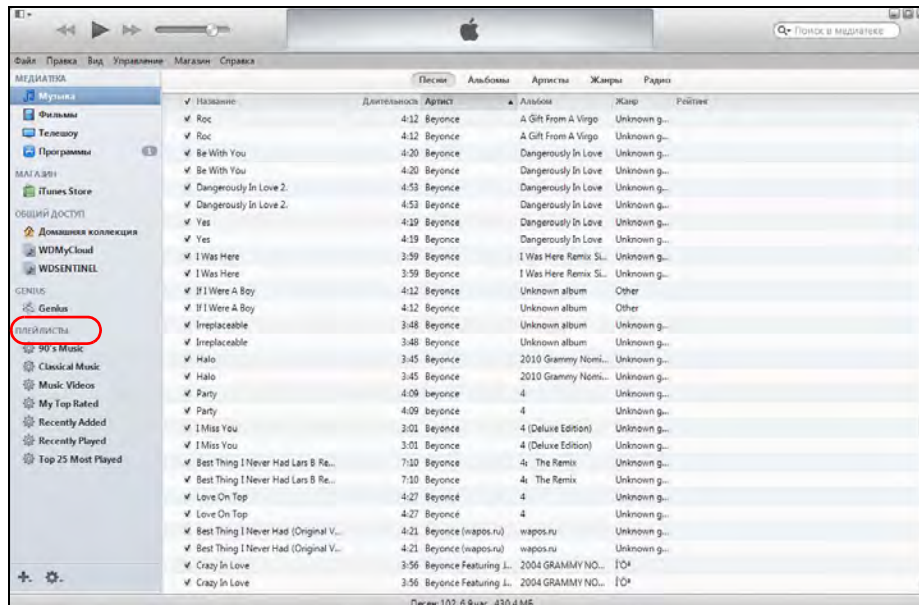 Поиск в медиатеке
Файл Правка Вид Управление Магазин Справка
МЕДИАТЕКА
Музыка
Фильмы
Телешоу
Программы 1
МАГАЗИН
iTunes Store
ОБЩИЙ ДОСТУП
Домашняя коллекция
WDMyCloud
WDSENTINEL
GENIUS
Genius
ПЛЕЙЛИСТЫ
90's Music
Classical Music
Music Videos
My Top Rated
Recently Added
Recently Played
Top 25 Most Played
Песни Альбомы Артисты Жанры Радио
Название Длительность Артист Альбом Жанр Рейтинг
Roc 4:12 Beyonce A Gift From A Virgo Unknown g...
Roc 4:12 Beyonce A Gift From A Virgo Unknown g...
Be With You 4:20 Beyonce Dangerously In Love Unknown g...
Be With You 4:20 Beyonce Dangerously In Love Unknown g...
Dangerously In Love 2. 4:53 Beyonce Dangerously In Love Unknown g...
Dangerously In Love 2. 4:53 Beyonce Dangerously In Love Unknown g...
Yes 4:19 Beyonce Dangerously In Love Unknown g...
Yes 4:19 Beyonce Dangerously In Love Unknown g...
I Was Here 3:59 Beyonce I Was Here Remix Si... Unknown g...
I Was Here 3:59 Beyonce I Was Here Remix Si... Unknown g...
If I Were A Boy 4:12 Beyonce Unknown album Other
If I Were A Boy 4:12 Beyonce Unknown album Other
Irreplaceable 3:48 Beyonce Unknown album Unknown g...
Irreplaceable 3:48 Beyonce Unknown album Unknown g...
Halo 3:45 Beyonce 2010 Grammy Nomi... Unknown g...
Halo 3:45 Beyonce 2010 Grammy Nomi... Unknown g...
Party 4:09 beyonce 4 Unknown g...
Party 4:09 beyonce 4 Unknown g...
I Miss You 3:01 Beyonce 4 (Deluxe Edition) Unknown g...
I Miss You 3:01 Beyonce 4 (Deluxe Edition) Unknown g...
Best Thing I Never Had Lars B Re... 7:10 Beyonce 4: The Remix Unknown g...
Best Thing I Never Had Lars B Re... 7:10 Beyonce 4: The Remix Unknown g...
Love On Top 4:27 Beyoncé 4 Unknown g...
Love On Top 4:27 Beyoncé 4 Unknown g...
Best Thing I Never Had (Original V... 4:21 Beyonce (wapos.ru) wapos.ru Unknown g...
Best Thing I Never Had (Original V... 4:21 Beyonce (wapos.ru) wapos.ru Unknown g...
Crazy In Love 3:56 Beyonce Featuring J... 2004 GRAMMY NO...
Crazy In Love 3:56 Beyonce Featuring J... 2004 GRAMMY NO...